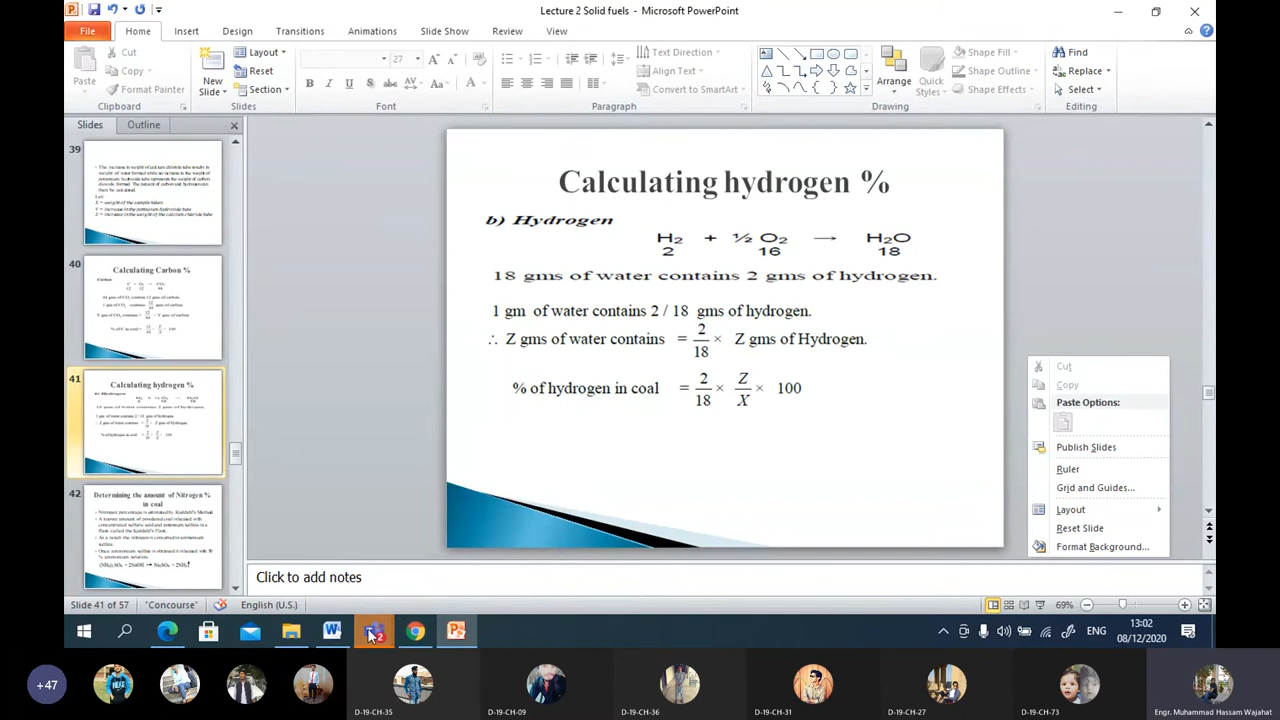 Lecture 2 Solid fuels - Microsoft PowerPoint
File Home Insert Design Transitions Animations Slide Show Review View
Paste
Cut
Copy
Format Painter
Clipboard
New Slide
Layout
Reset
Section
Slides
27
B I U S abc AV Aa A
Font
Text Direction
Align Text
Convert to SmartArt
Paragraph
Arrange
Quick Styles
Shape Fill
Shape Outline
Shape Effects
Drawing
Find
Replace
Select
Editing
Slides Outline
39
40
Calculating Carbon %
41
Calculating hydrogen %
42
Determining the amount of Nitrogen % in coal
Calculating hydrogen %
b) Hydrogen
H2 + ½ O2 → H2O
2 16 18
18 gms of water contains 2 gms of hydrogen.
1 gm of water contains 2 / 18 gms of hydrogen.
∴ Z gms of water contains = 2/18 × Z gms of Hydrogen.
% of hydrogen in coal = 2/18 × Z/X × 100
Cut
Copy
Paste Options:
Publish Slides
Ruler
Grid and Guides...
Layout
Reset Slide
Format Background...
Click to add notes
Slide 41 of 57 "Concourse" English (U.S.) 69%
ENG
13:02
08/12/2020
+47
D-19-CH-35
D-19-CH-09
D-19-CH-36
D-19-CH-31
D-19-CH-27
D-19-CH-73
Engr. Muhammad Hassam Wajahat